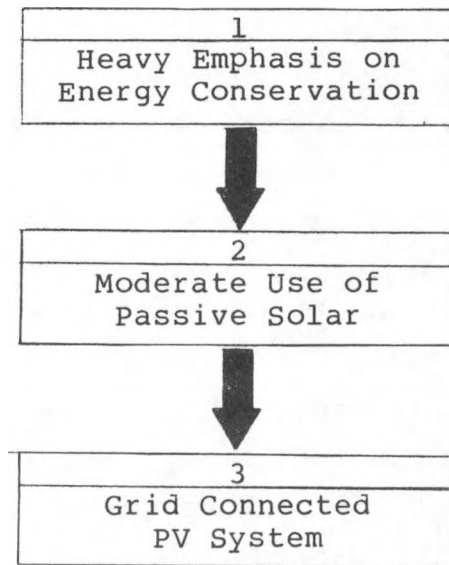 1
Heavy Emphasis on
Energy Conservation
2
Moderate Use of
Passive Solar
3
Grid Connected
PV System